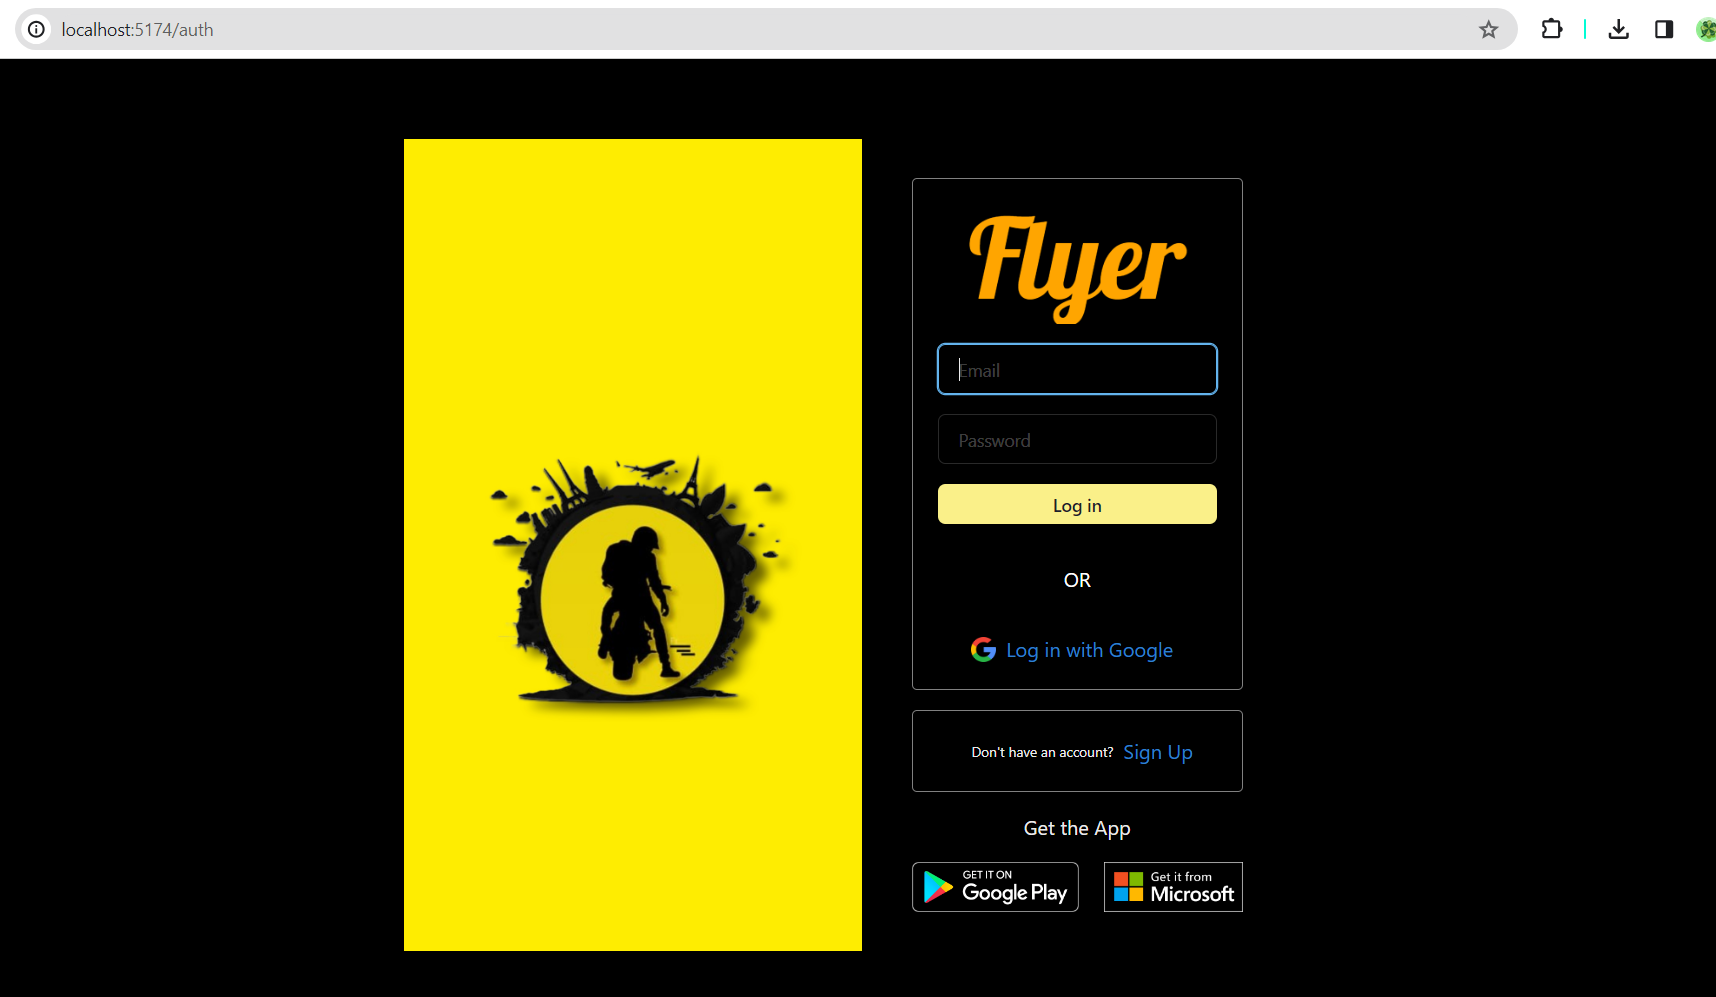 localhost:5174/auth
Flyer
Email
Password
Log in
OR
Log in with Google
Don't have an account? Sign Up
Get the App
GET IT ON
Google Play
Get it from
Microsoft